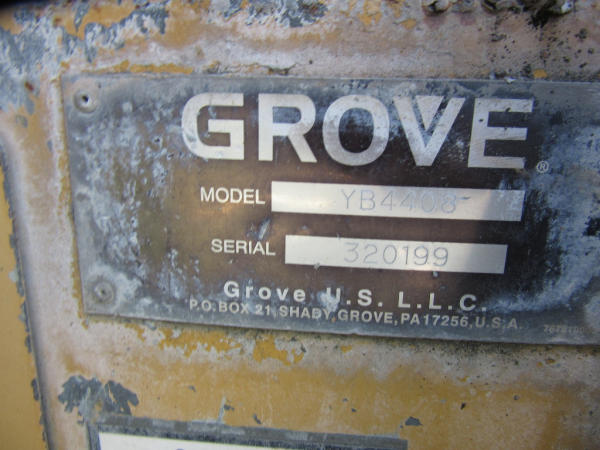 GROVE®
MODEL YB4408
SERIAL 320199
Grove U.S. L.L.C.
P.O. BOX 21, SHADY, GROVE, PA 17256, U.S.A.